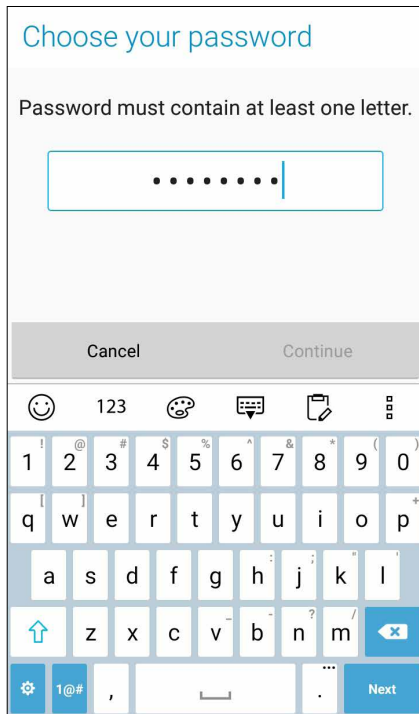 Choose your password
Password must contain at least one letter.
••••••••
Cancel Continue
123
! @ # $ % ^ & * ( )
1 2 3 4 5 6 7 8 9 0
[ ] +
q w e r t y u i o p
: ; " '
a s d f g h j k l
_ - ? /
z x c v b n m
1@# , . ... Next